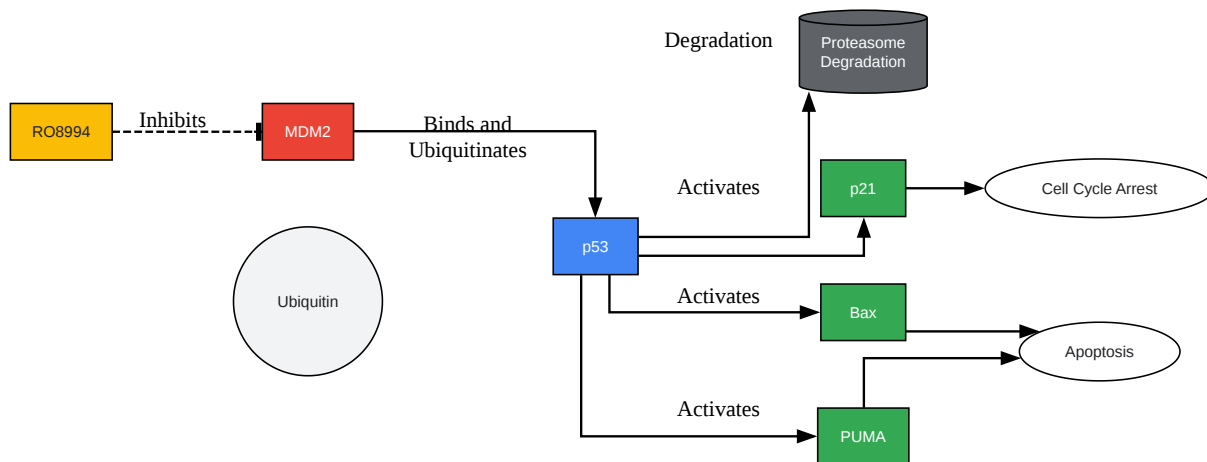 Degradation
Proteasome
Degradation
RO8994
Inhibits
MDM2
Binds and
Ubiquitinates
Activates
p21
Cell Cycle Arrest
p53
Ubiquitin
Activates
Bax
Apoptosis
Activates
PUMA